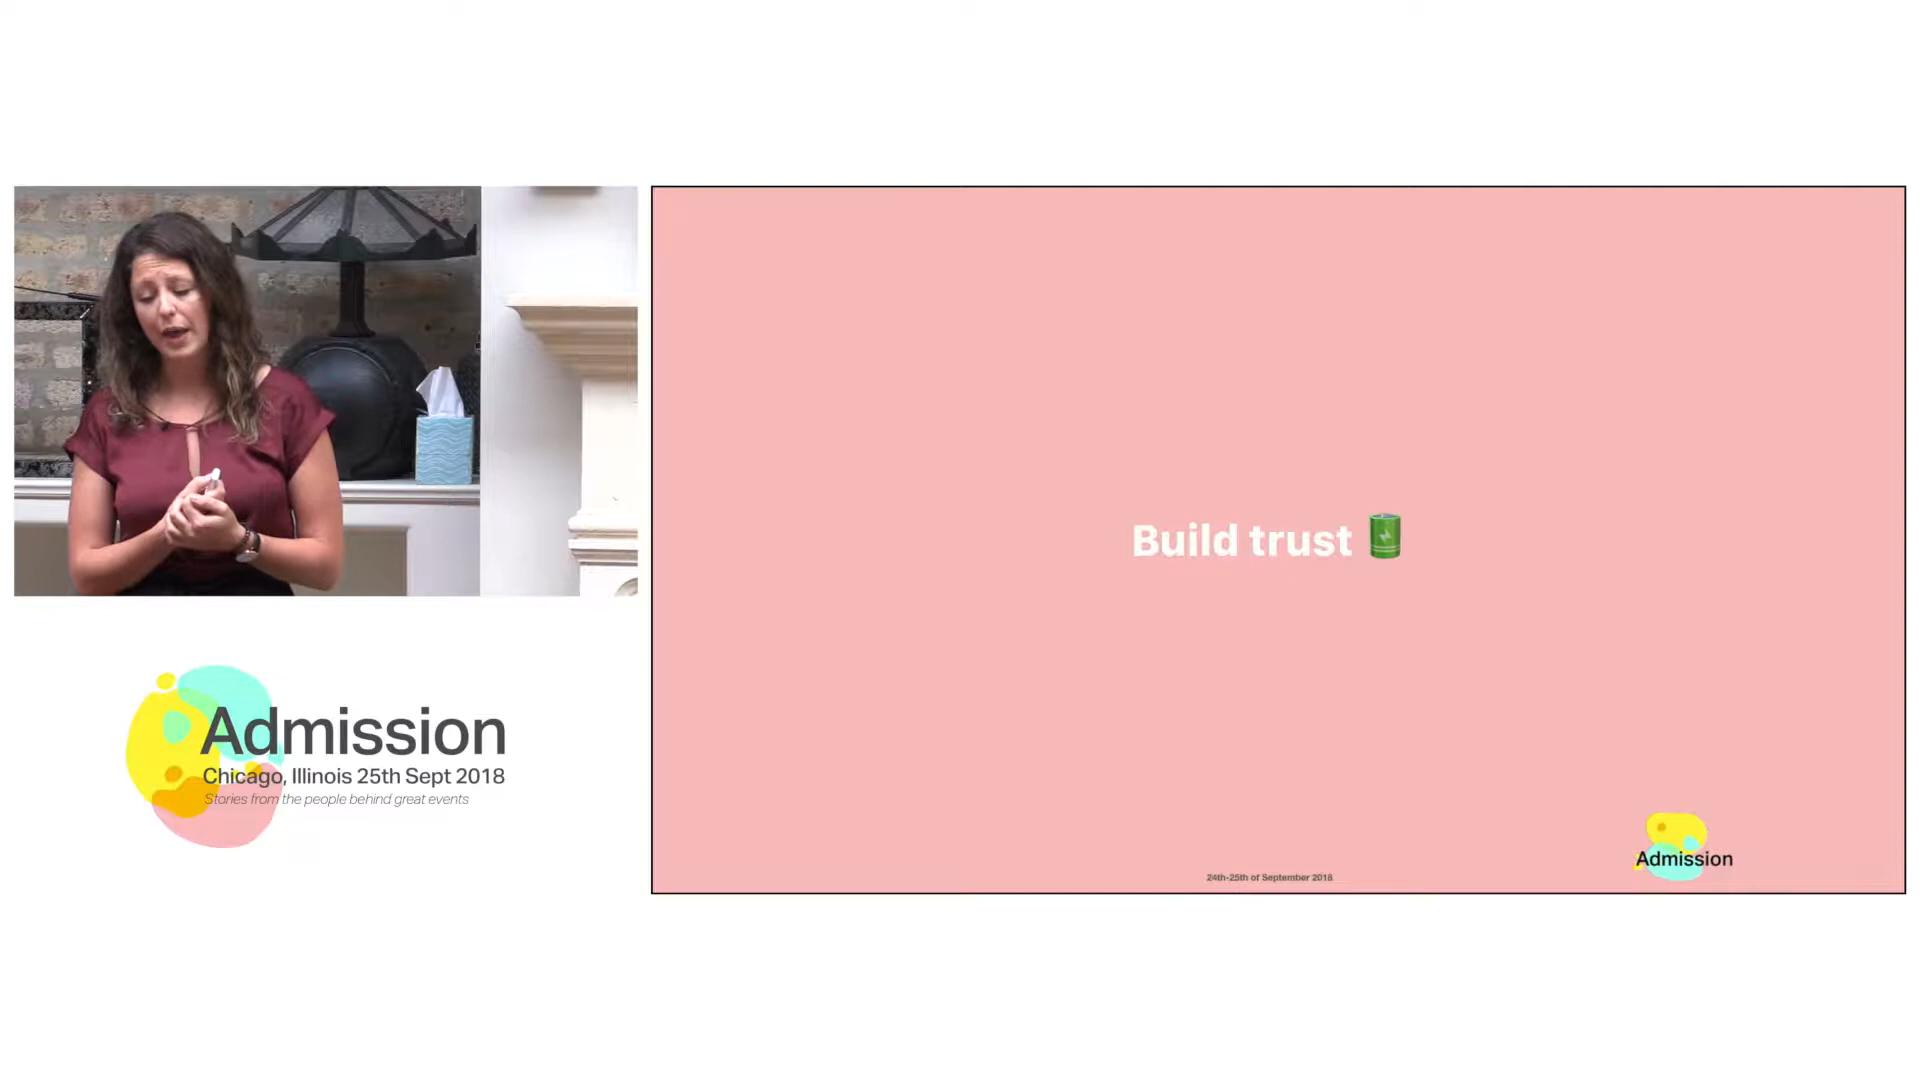 Build trust
24th-25th of September 2018
Admission
Admission
Chicago, Illinois 25th Sept 2018
Stories from the people behind great events